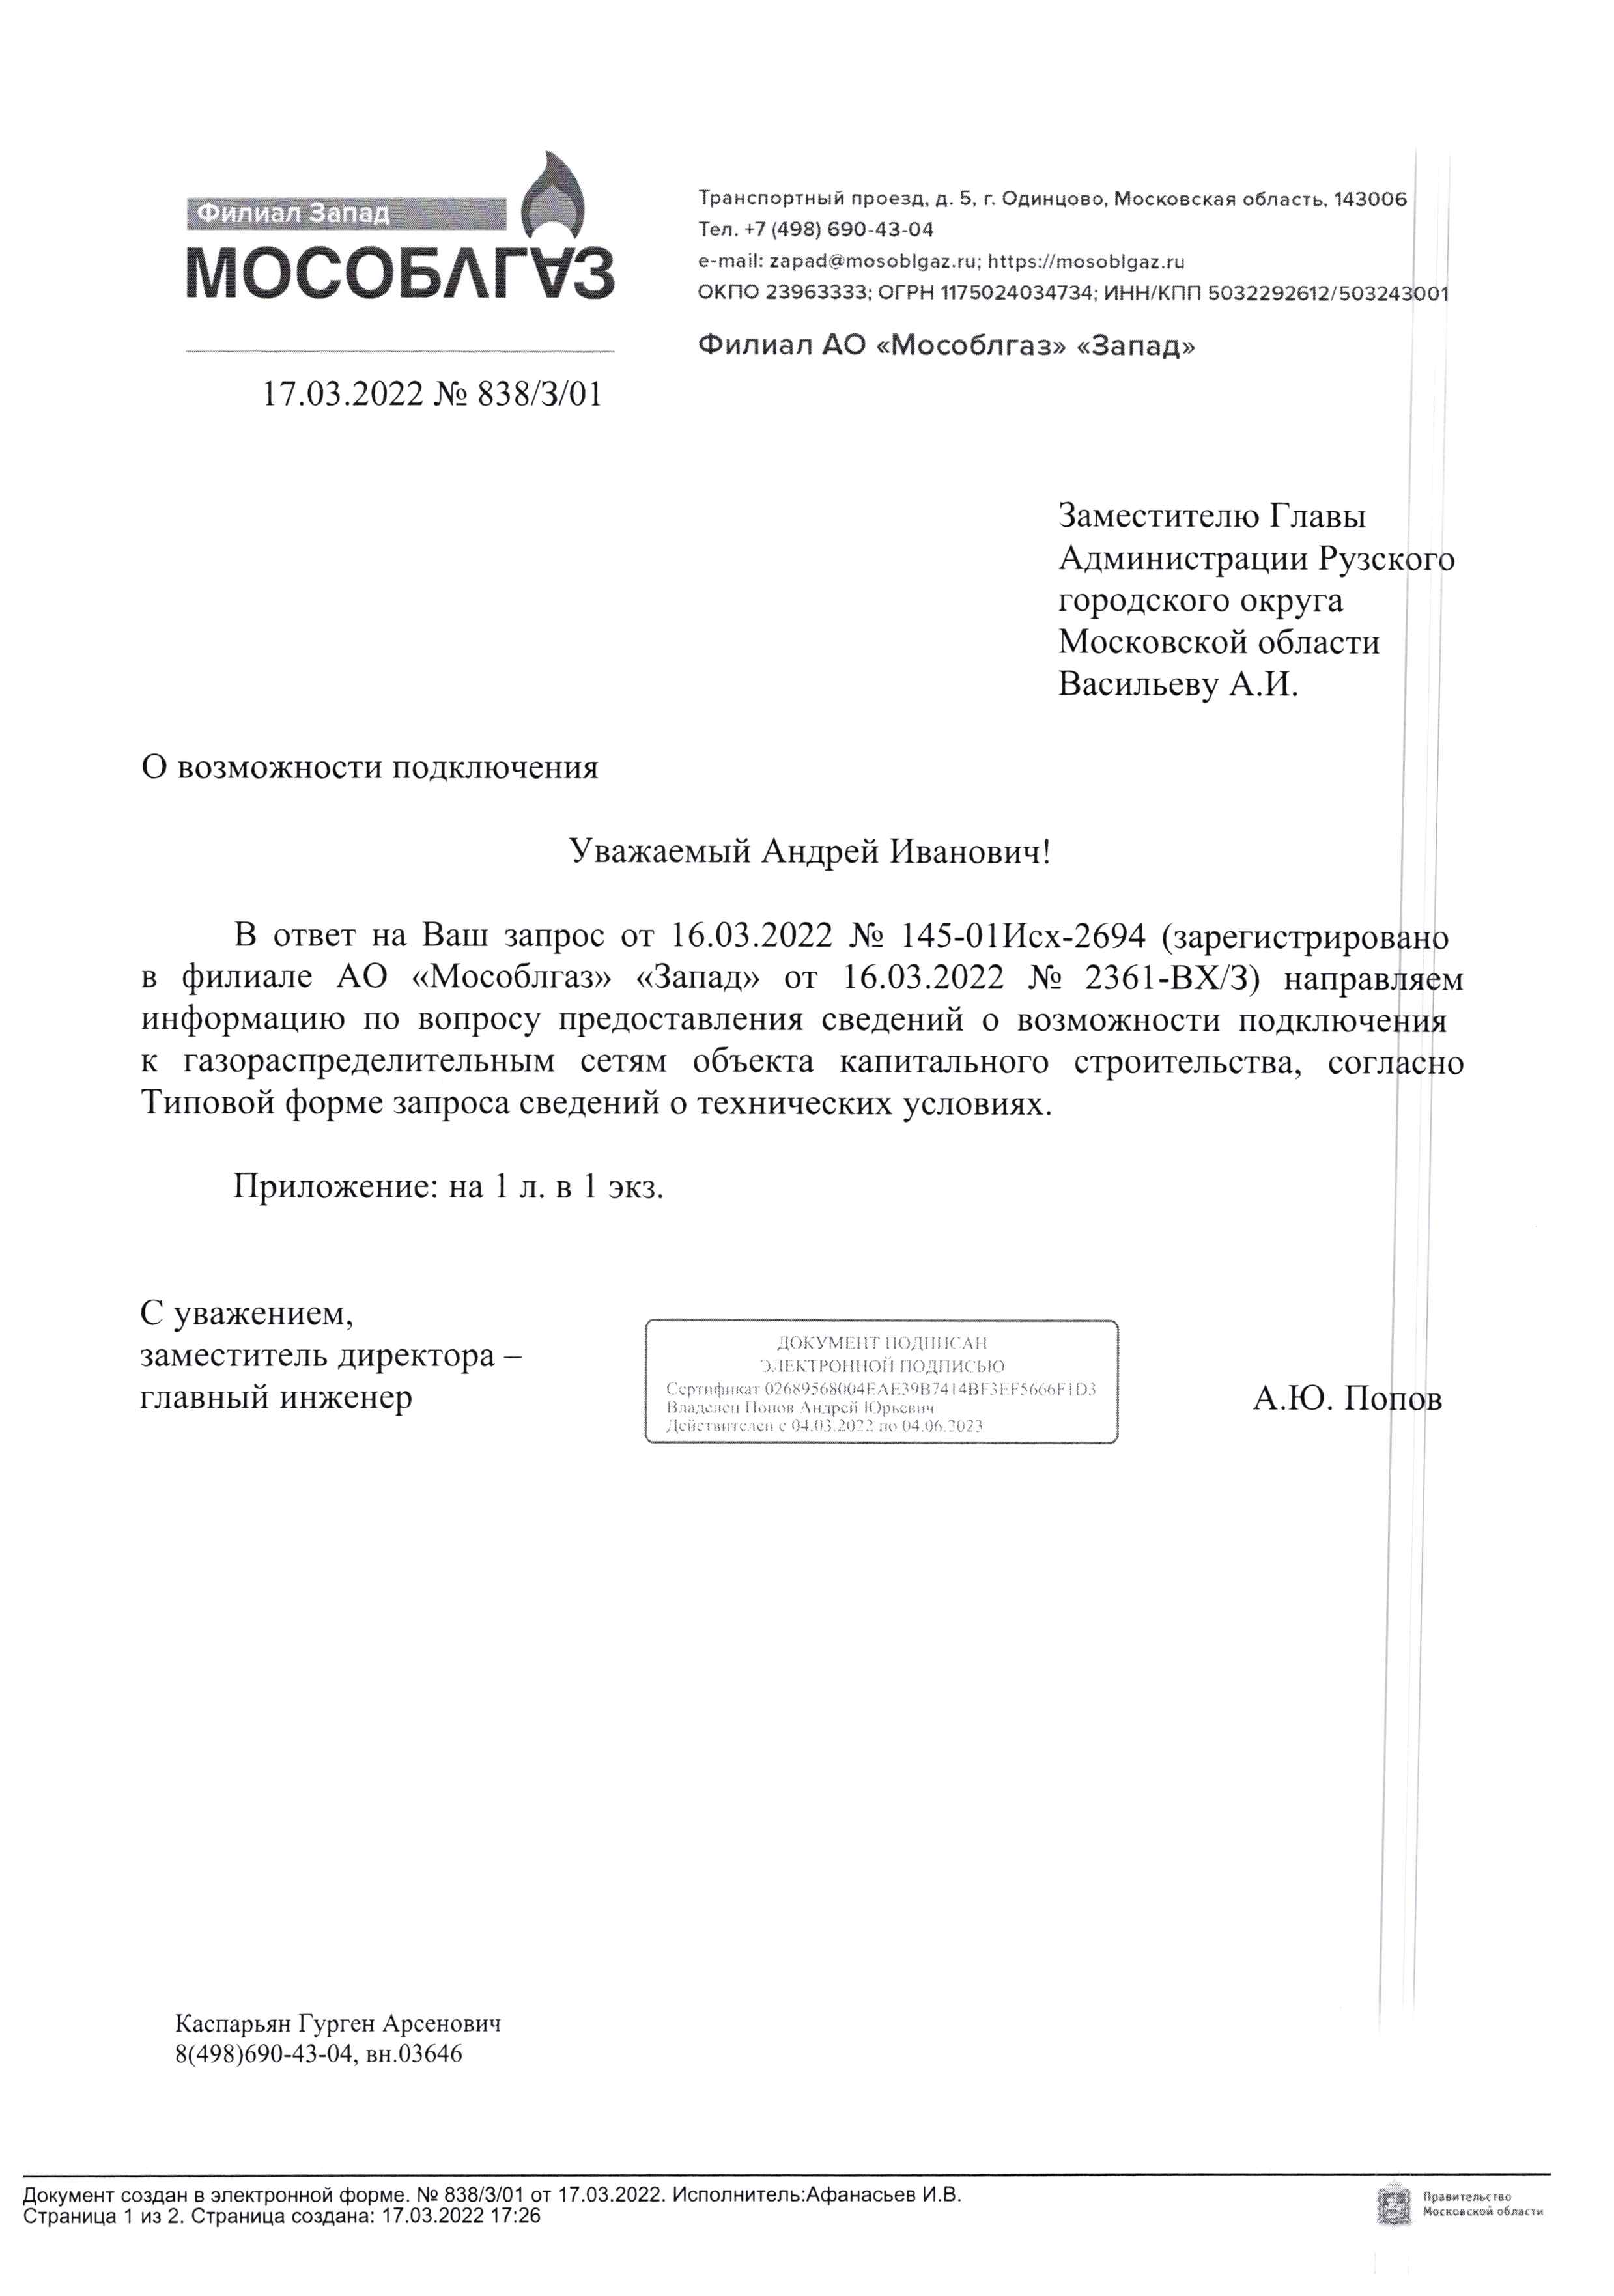 Филиал Запад
МОСОБЛГАЗ
Транспортный проезд, д. 5, г. Одинцово, Московская область, 143006
Тел. +7 (498) 690-43-04
e-mail: zapad@mosoblgaz.ru; https://mosoblgaz.ru
ОКПО 23963333; ОГРН 1175024034734; ИНН/КПП 5032292612/503243001
Филиал АО «Мособлгаз» «Запад»
17.03.2022 № 838/З/01
Заместителю Главы
Администрации Рузского
городского округа
Московской области
Васильеву А.И.
О возможности подключения
Уважаемый Андрей Иванович!
В ответ на Ваш запрос от 16.03.2022 № 145-01Исх-2694 (зарегистрировано
в филиале АО «Мособлгаз» «Запад» от 16.03.2022 № 2361-ВХ/З) направляем
информацию по вопросу предоставления сведений о возможности подключения
к газораспределительным сетям объекта капитального строительства, согласно
Типовой форме запроса сведений о технических условиях.
Приложение: на 1 л. в 1 экз.
С уважением,
заместитель директора –
главный инженер
ДОКУМЕНТ ПОДПИСАН
ЭЛЕКТРОННОЙ ПОДПИСЬЮ
Сертификат
Владелец Попов Андрей Юрьевич
Действителен с 04.03.2022 по 04.06.2023
А.Ю. Попов
Каспарьян Гурген Арсенович
8(498)690-43-04, вн.03646
Документ создан в электронной форме. № 838/З/01 от 17.03.2022. Исполнитель:Афанасьев И.В.
Страница 1 из 2. Страница создана: 17.03.2022 17:26
Правительство
Московской области